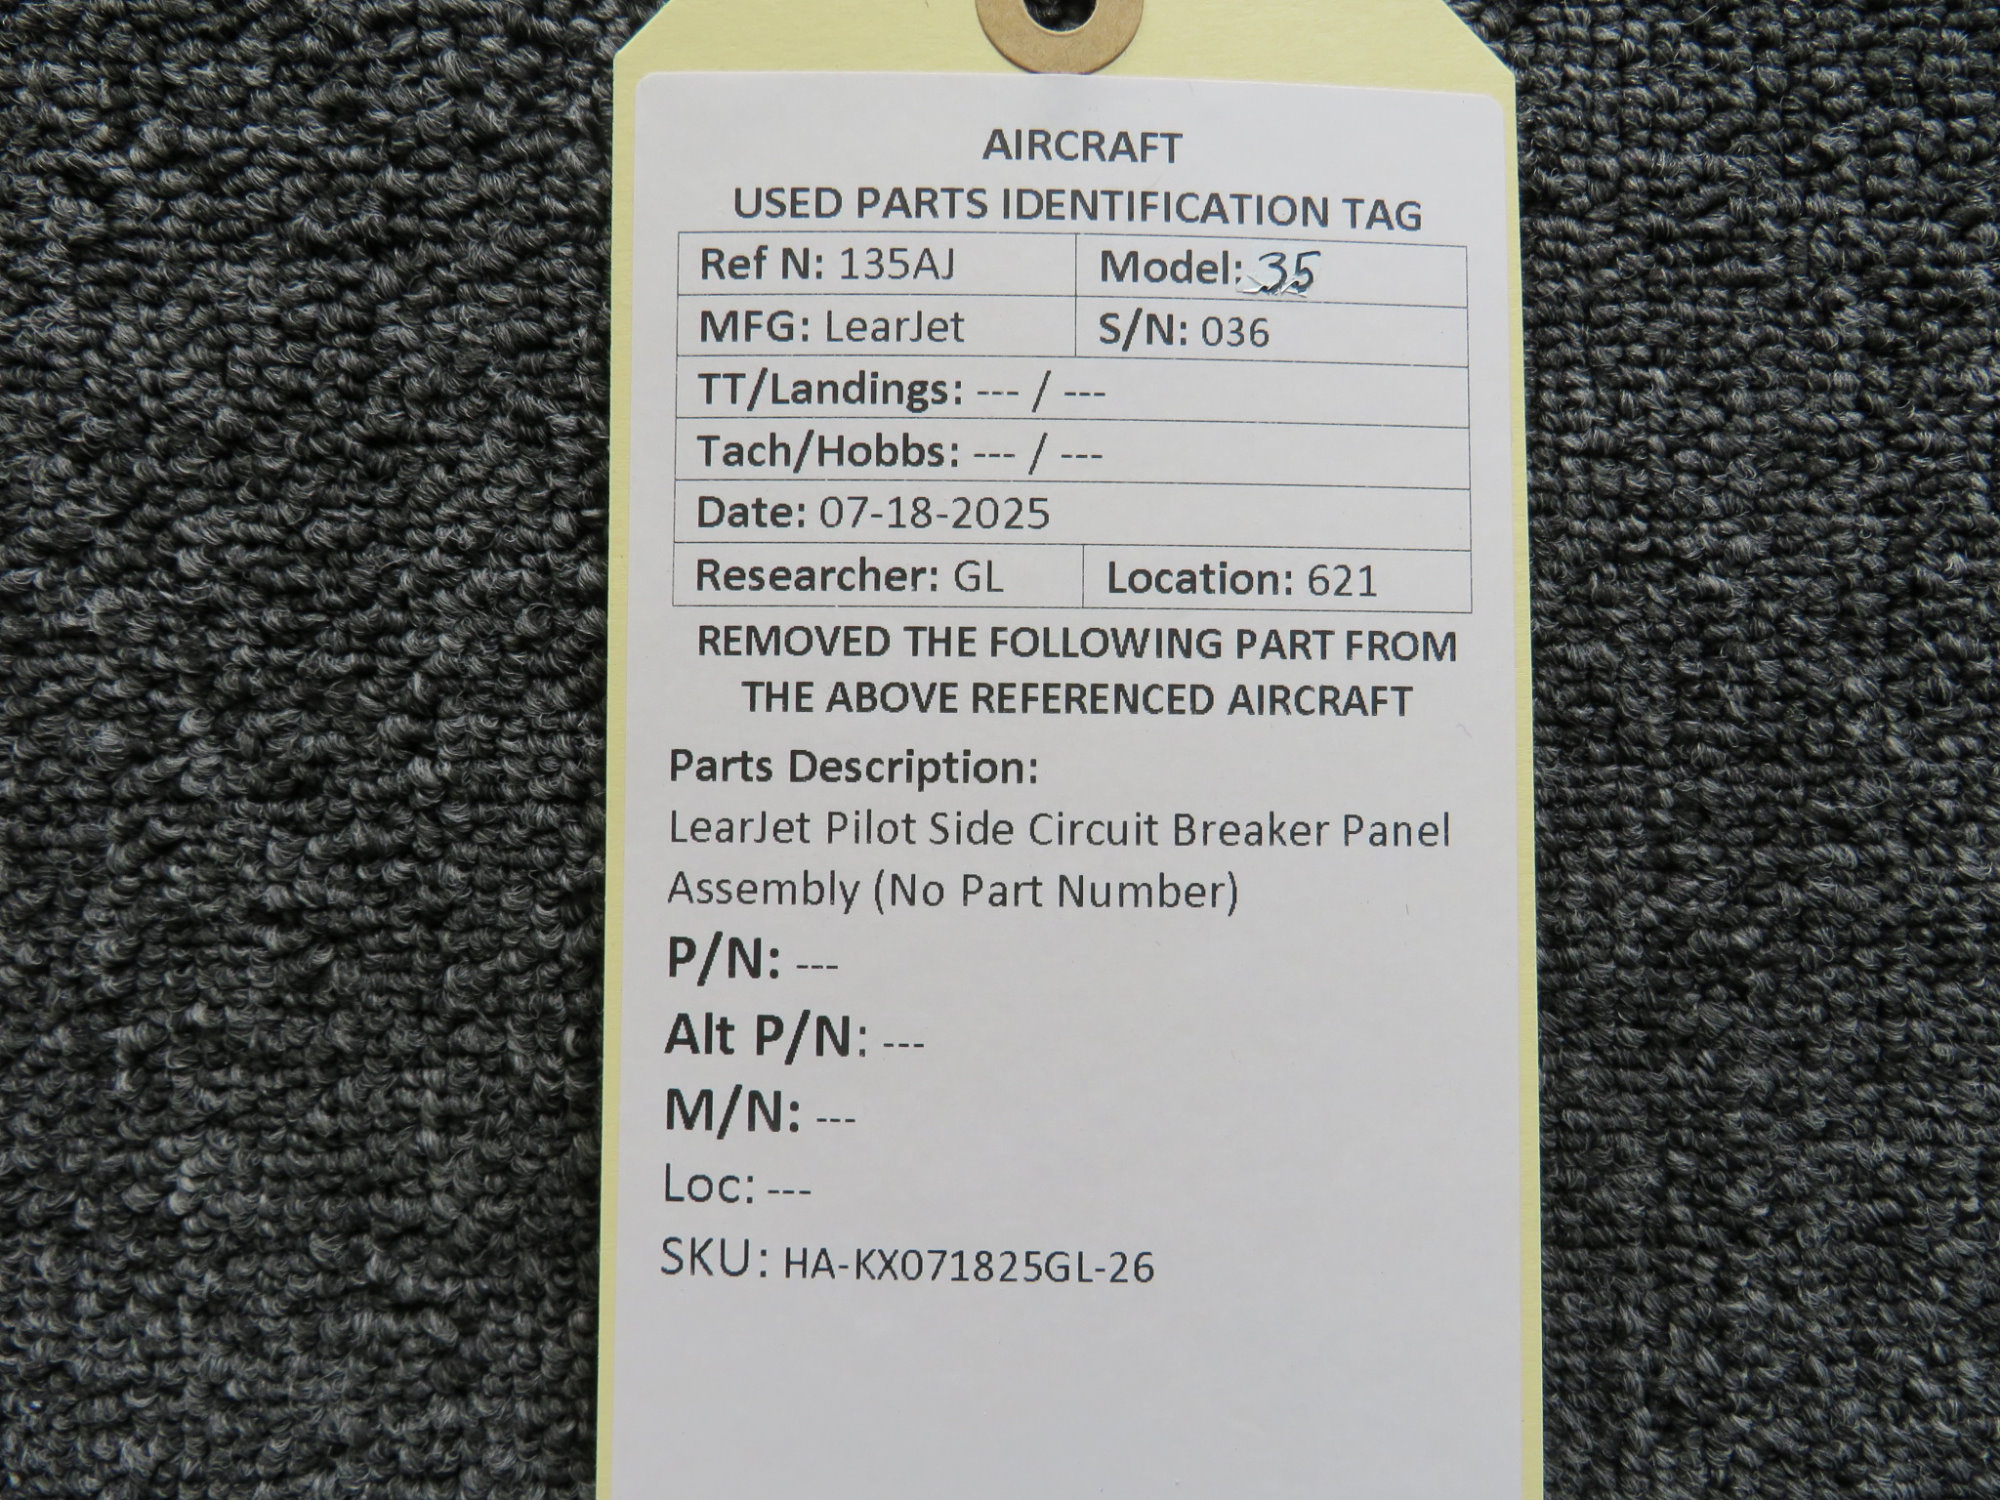 AIRCRAFT
USED PARTS IDENTIFICATION TAG
Ref N: 135AJ Model: 35
MFG: LearJet S/N: 036
TT/Landings: --- / ---
Tach/Hobbs: --- / ---
Date: 07-18-2025
Researcher: GL Location: 621
REMOVED THE FOLLOWING PART FROM
THE ABOVE REFERENCED AIRCRAFT
Parts Description:
LearJet Pilot Side Circuit Breaker Panel
Assembly (No Part Number)
P/N: ---
Alt P/N: ---
M/N: ---
Loc: ---
SKU: HA-KX071825GL-26